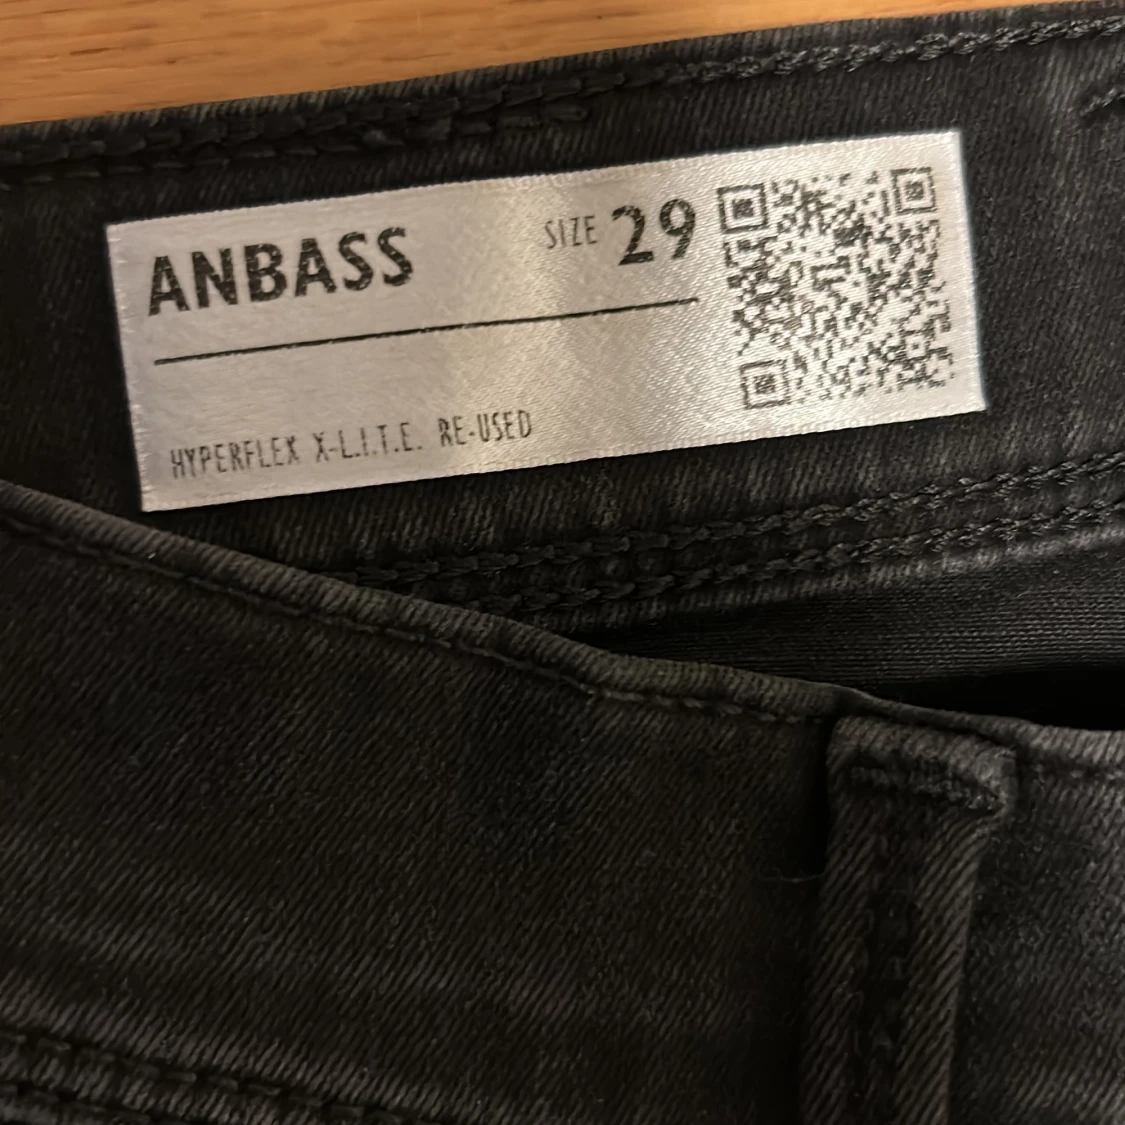 ANBASS
SIZE 29
HYPERFLEX X-L.I.T.E. RE-USED